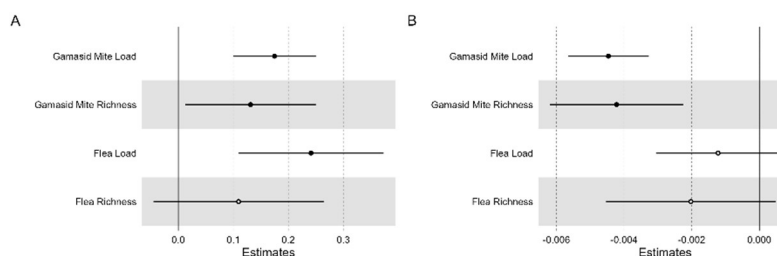 A
Gamasid Mite Load
Gamasid Mite Richness
Flea Load
Flea Richness
0.0 0.1 0.2 0.3
Estimates
B
Gamasid Mite Load
Gamasid Mite Richness
Flea Load
Flea Richness
-0.006 -0.004 -0.002 0.000
Estimates